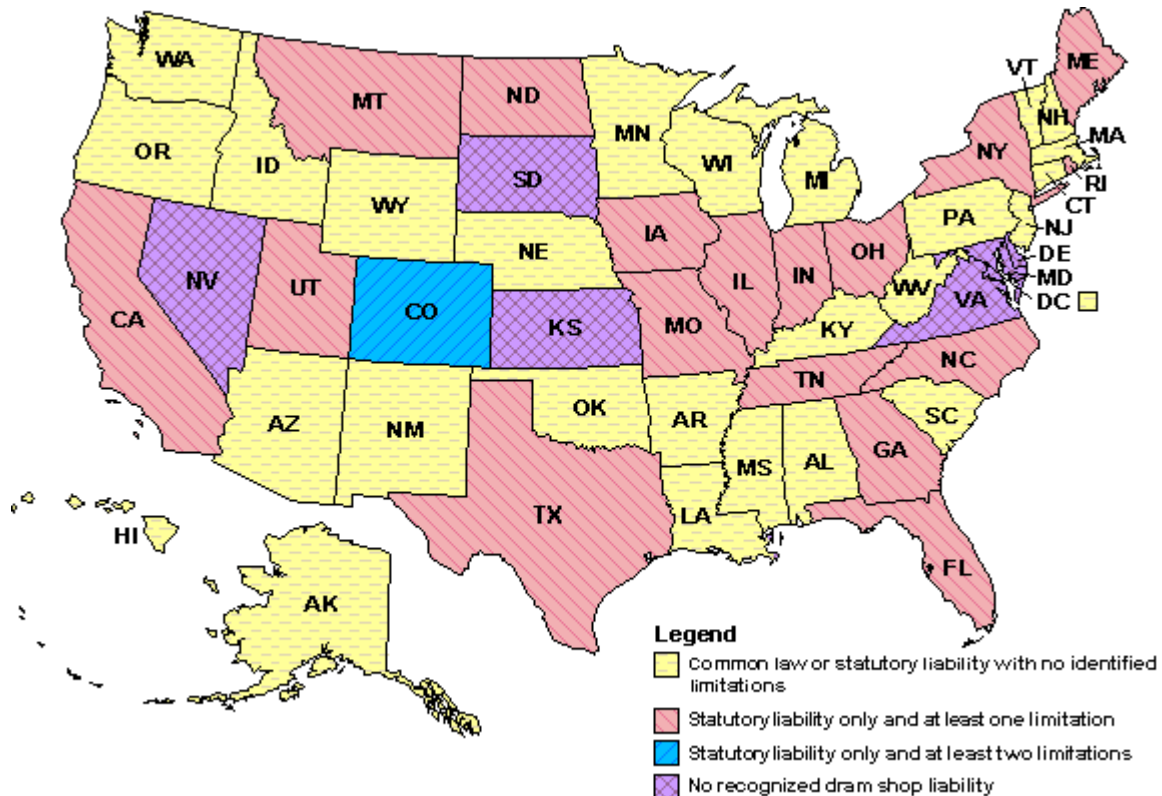 WA
MT
ND
MN
VT
ME
NH
MA
OR
ID
SD
WI
MI
NY
RI
CT
WY
IA
PA
NJ
NE
DE
NV
UT
IL
IN
OH
MD
CA
CO
KS
MO
WV
VA
DC
KY
NC
TN
AZ
NM
OK
AR
SC
MS
AL
GA
TX
LA
HI
FL
AK
Legend
Common law or statutory liability with no identified
limitations
Statutory liability only and at least one limitation
Statutory liability only and at least two limitations
No recognized dram shop liability